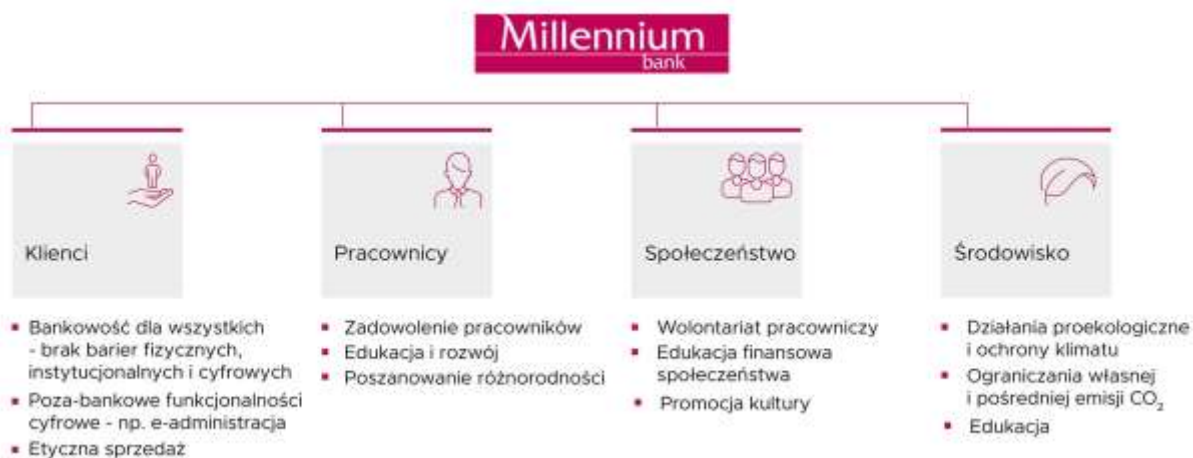 Millennium
bank
Klienci
Bankowość dla wszystkich
- brak barier fizycznych,
instytucjonalnych i cyfrowych
Poza-bankowe funkcjonalności
cyfrowe - np. e-administracja
Etyczna sprzedaż
Pracownicy
Zadowolenie pracowników
Edukacja i rozwój
Poszanowanie różnorodności
Społeczeństwo
Wolontariat pracowniczy
Edukacja finansowa
społeczeństwa
Promocja kultury
Środowisko
Działania proekologiczne
i ochrony klimatu
Ograniczania własnej
i pośredniej emisji CO₂
Edukacja